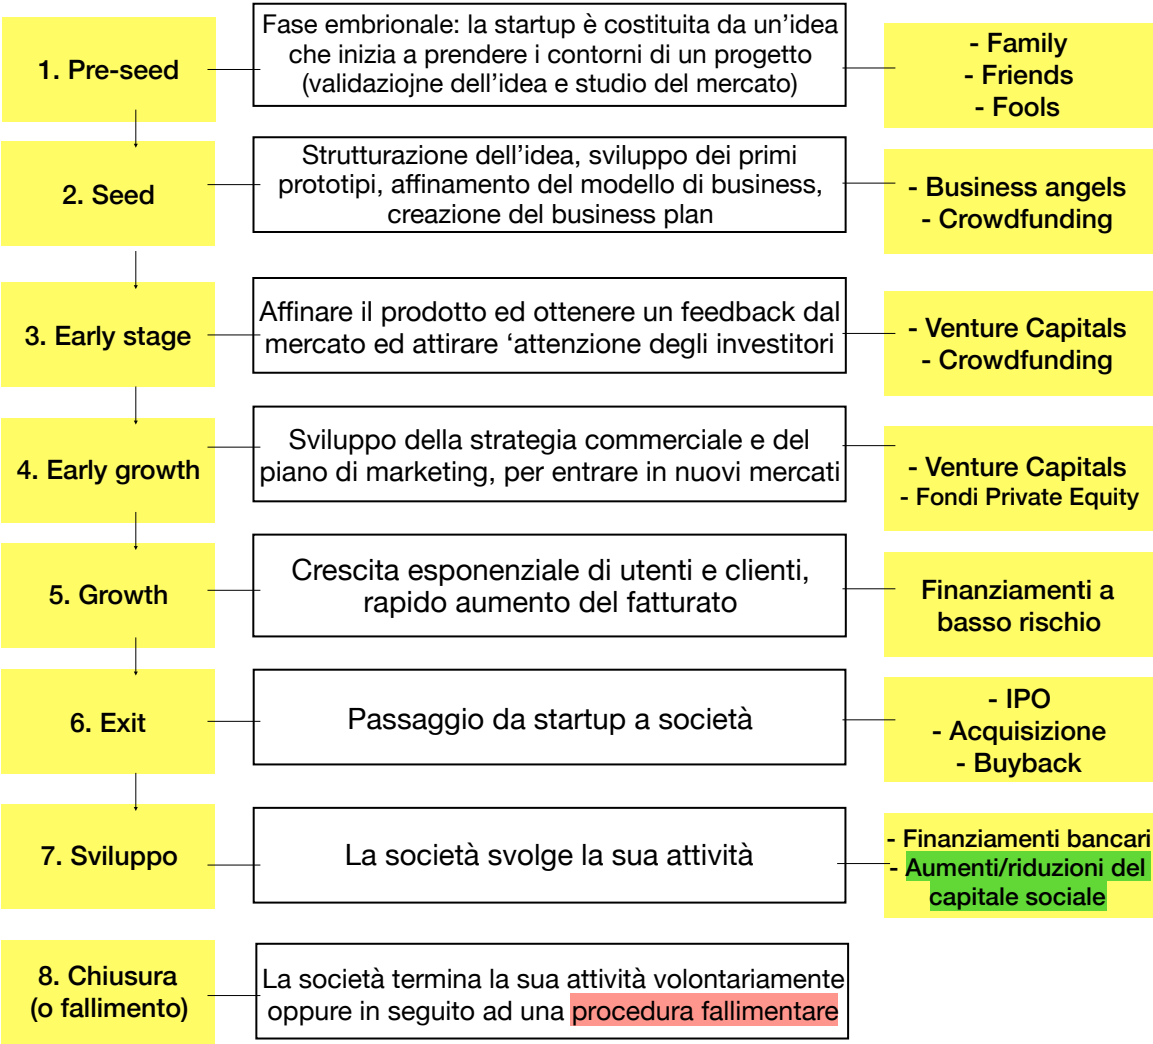 1. Pre-seed
Fase embrionale: la startup è costituita da un'idea
che inizia a prendere i contorni di un progetto
(validaziojne dell'idea e studio del mercato)
- Family
- Friends
- Fools
2. Seed
Strutturazione dell'idea, sviluppo dei primi
prototipi, affinamento del modello di business,
creazione del business plan
- Business angels
- Crowdfunding
3. Early stage
Affinare il prodotto ed ottenere un feedback dal
mercato ed attirare ‘attenzione degli investitori
- Venture Capitals
- Crowdfunding
4. Early growth
Sviluppo della strategia commerciale e del
piano di marketing, per entrare in nuovi mercati
- Venture Capitals
- Fondi Private Equity
5. Growth
Crescita esponenziale di utenti e clienti,
rapido aumento del fatturato
Finanziamenti a
basso rischio
6. Exit
Passaggio da startup a società
- IPO
- Acquisizione
- Buyback
7. Sviluppo
La società svolge la sua attività
- Finanziamenti bancari
- Aumenti/riduzioni del
capitale sociale
8. Chiusura
(o fallimento)
La società termina la sua attività volontariamente
oppure in seguito ad una procedura fallimentare